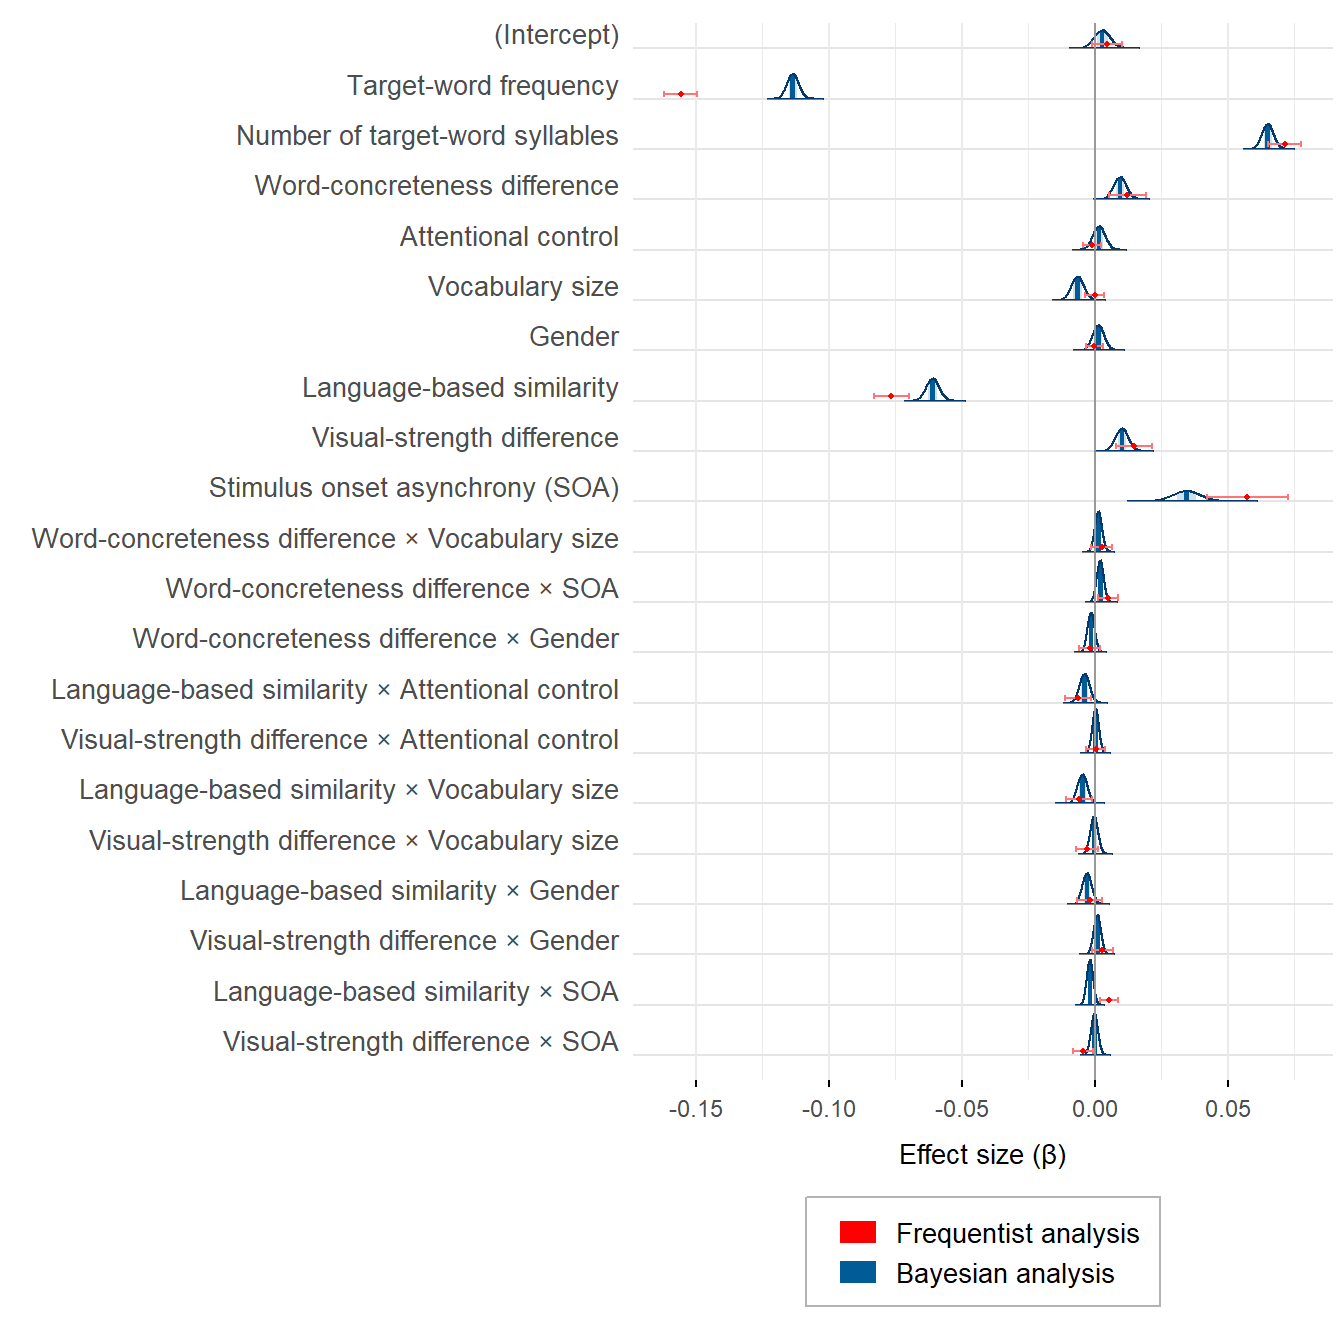 (Intercept)
Target-word frequency
Number of target-word syllables
Word-concreteness difference
Attentional control
Vocabulary size
Gender
Language-based similarity
Visual-strength difference
Stimulus onset asynchrony (SOA)
Word-concreteness difference × Vocabulary size
Word-concreteness difference × SOA
Word-concreteness difference × Gender
Language-based similarity × Attentional control
Visual-strength difference × Attentional control
Language-based similarity × Vocabulary size
Visual-strength difference × Vocabulary size
Language-based similarity × Gender
Visual-strength difference × Gender
Language-based similarity × SOA
Visual-strength difference × SOA
-0.15 -0.10 -0.05 0.00 0.05
Effect size (β)
Frequentist analysis
Bayesian analysis